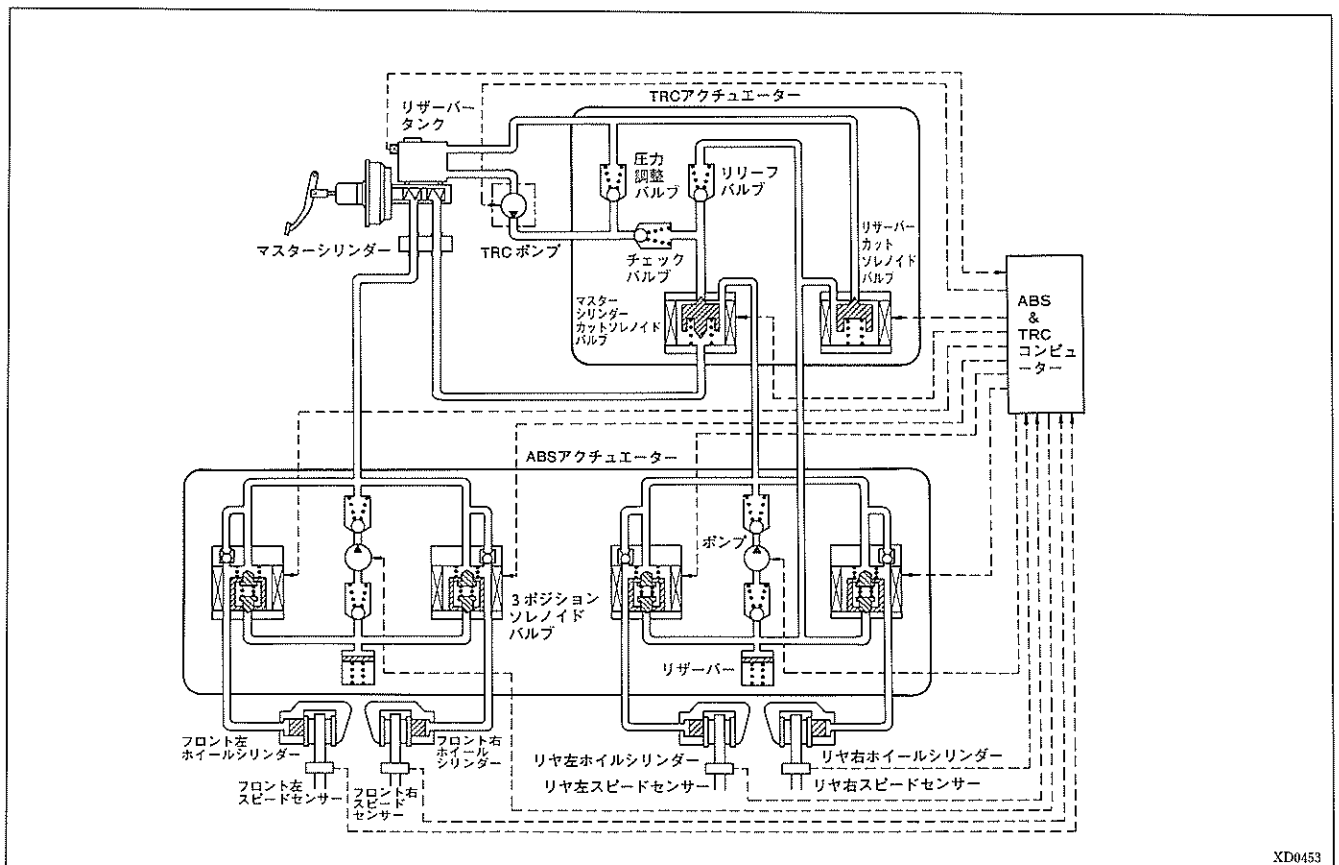 TRCアクチュエーター
リザーバー
タンク
圧力
調整
バルブ
リリーフ
バルブ
リザーバー
カット
ソレノイド
バルブ
マスターシリンダー
TRCポンプ
チェック
バルブ
マスター
シリンダー
カットソレノイド
バルブ
ABS
&
TRC
コンピュ
ーター
ABSアクチュエーター
ポンプ
3ポジション
ソレノイド
バルブ
リザーバー
フロント左
ホイールシリンダー
フロント右
ホイール
シリンダー
リヤ左ホイルシリンダー
リヤ右ホイールシリンダー
フロント左
スピードセンサー
フロント右
スピード
センサー
リヤ左スピードセンサー
リヤ右スピードセンサー
XD0453